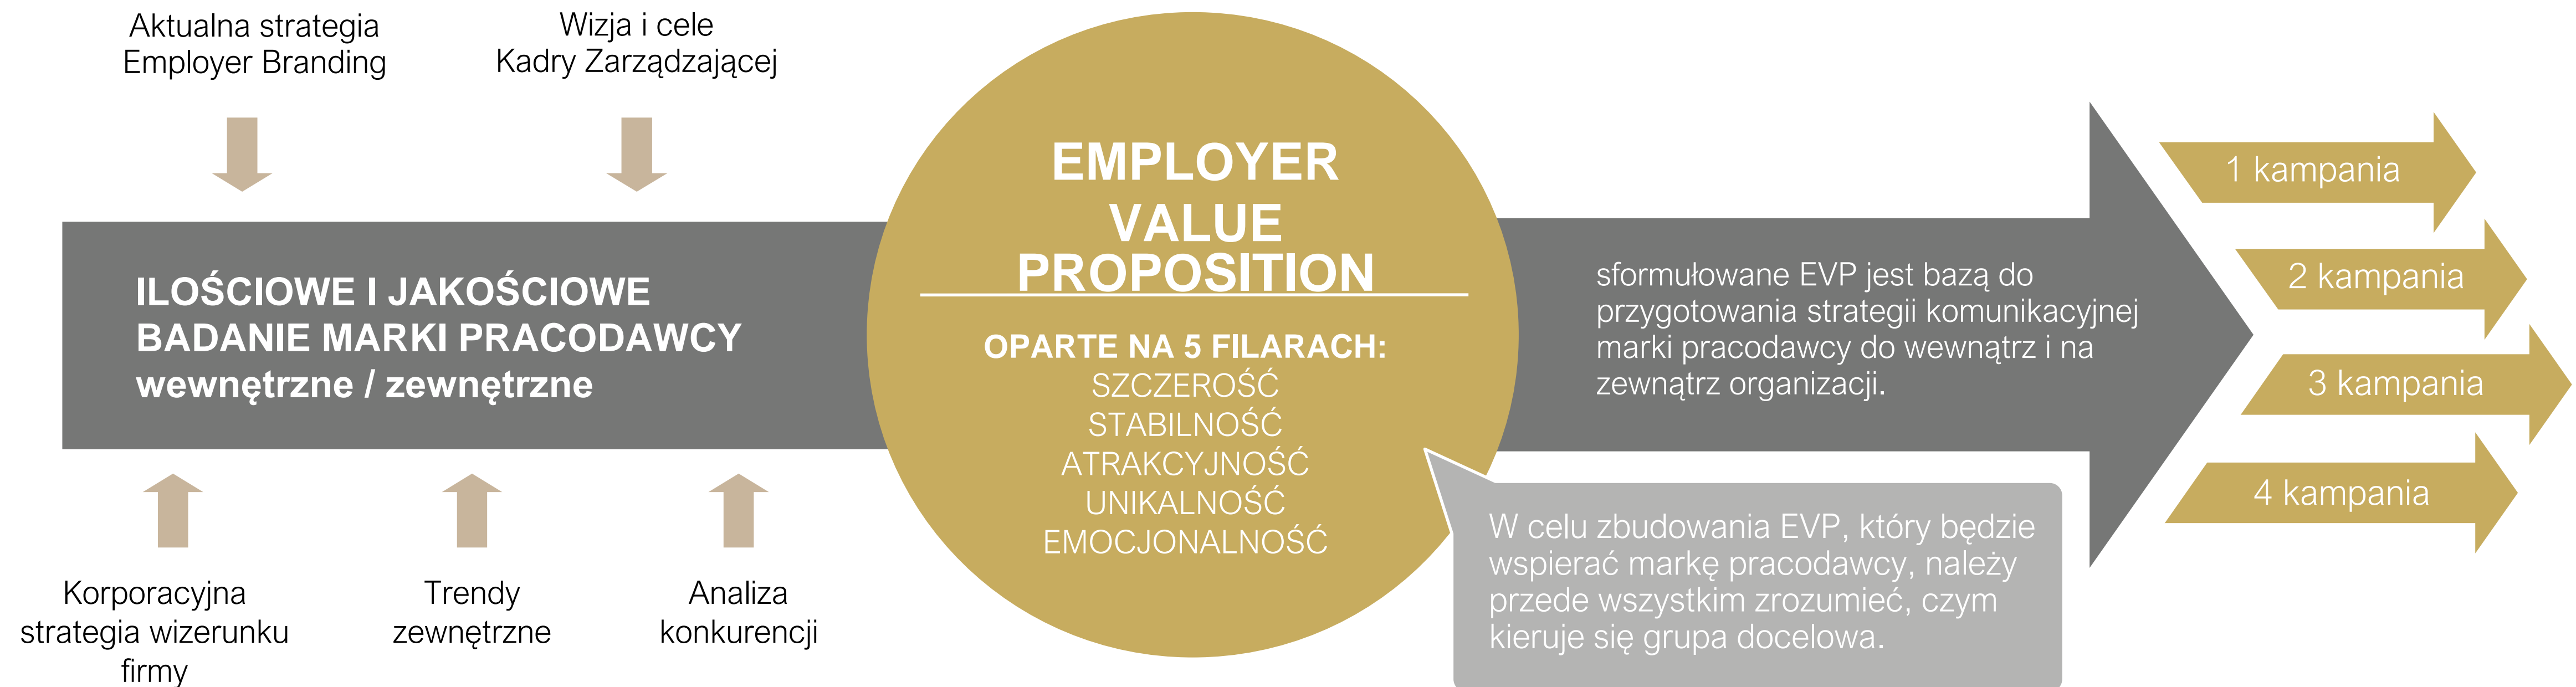 Aktualna strategia
Employer Branding
Wizja i cele
Kadry Zarządzającej
ILOŚCIOWE I JAKOŚCIOWE
BADANIE MARKI PRACODAWCY
wewnętrzne / zewnętrzne
Korporacyjna
strategia wizerunku
firmy
Trendy
zewnętrzne
Analiza
konkurencji
EMPLOYER
VALUE
PROPOSITION
OPARTE NA 5 FILARACH:
SZCZEROŚĆ
STABILNOŚĆ
ATRAKCYJNOŚĆ
UNIKALNOŚĆ
EMOCJONALNOŚĆ
sformułowane EVP jest bazą do
przygotowania strategii komunikacyjnej
marki pracodawcy do wewnątrz i na
zewnątrz organizacji.
W celu zbudowania EVP, który będzie
wspierać markę pracodawcy, należy
przede wszystkim zrozumieć, czym
kieruje się grupa docelowa.
1 kampania
2 kampania
3 kampania
4 kampania